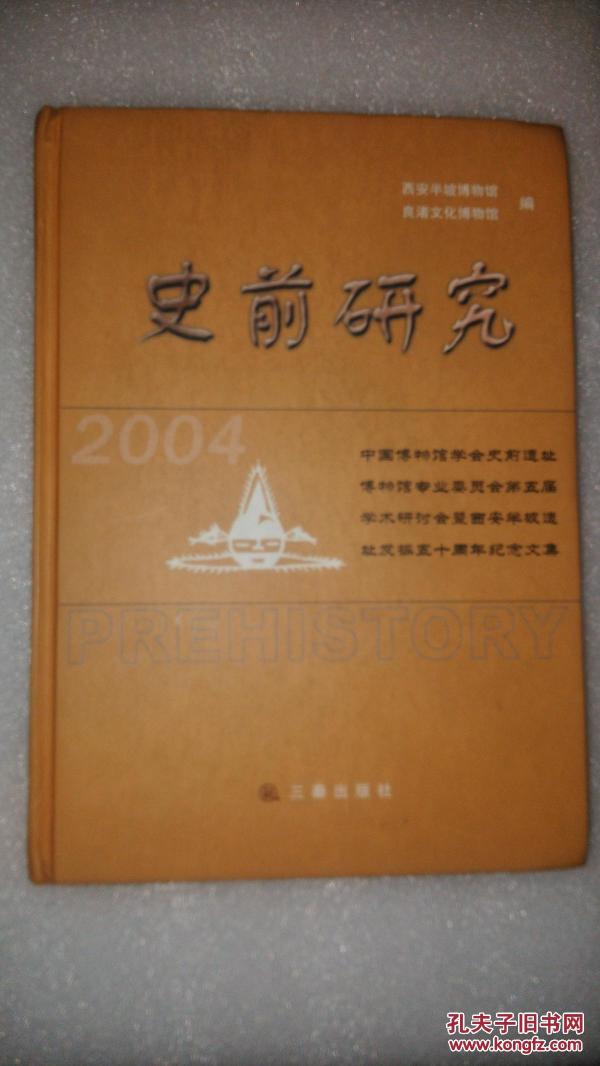 西安半坡博物馆
良渚文化博物馆
编
史前研究
2004
中国博物馆学会史前遗址
博物馆专业委员会第五届
学术研讨会暨西安半坡遗
址发掘五十周年纪念文集
PREHISTORY
三秦出版社
孔夫子旧书网
www.kongfz.com